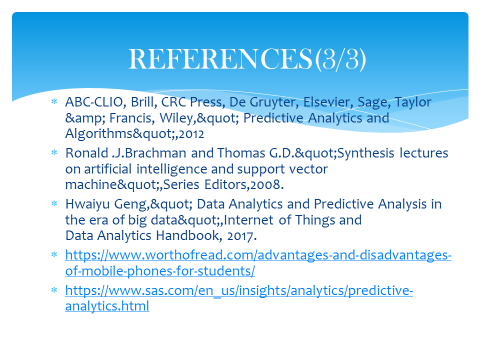 REFERENCES(3/3)
* ABC-CLIO, Brill, CRC Press, De Gruyter, Elsevier, Sage, Taylor
&amp; Francis, Wiley,&quot; Predictive Analytics and
Algorithms&quot;,2012
* Ronald .J.Brachman and Thomas G.D.&quot;Synthesis lectures
on artificial intelligence and support vector
machine&quot;,Series Editors,2008.
* Hwaiyu Geng,&quot; Data Analytics and Predictive Analysis in
the era of big data&quot;,Internet of Things and
Data Analytics Handbook, 2017.
* https://www.worthofread.com/advantages-and-disadvantages-
of-mobile-phones-for-students/
* https://www.sas.com/en_us/insights/analytics/predictive-
analytics.html